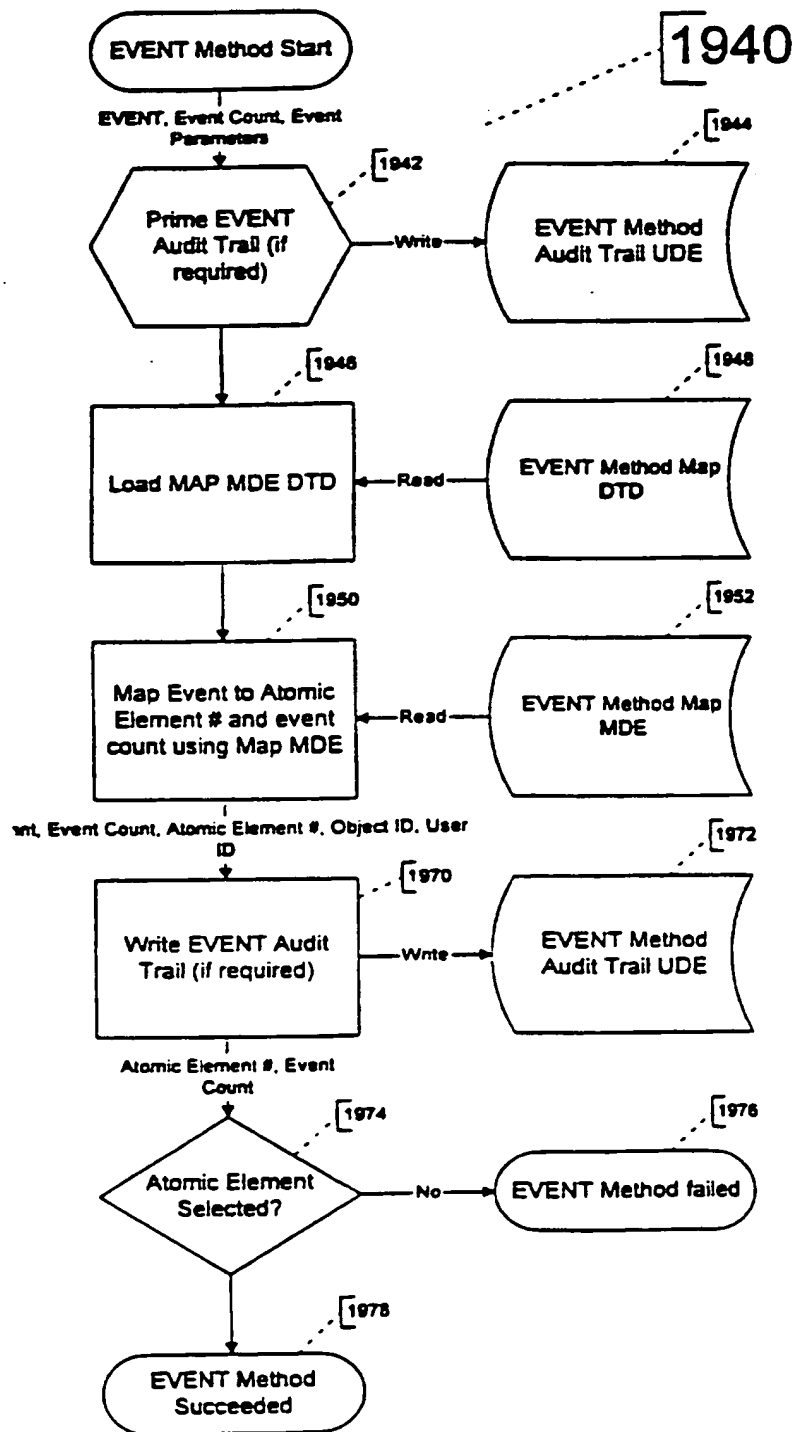 EVENT Method Start
1940
EVENT, Event Count, Event
Parameters
1942
1944
Prime EVENT
Audit Trail (if
required)
Write
EVENT Method
Audit Trail UDE
1946
1948
Load MAP MDE DTD
Read
EVENT Method Map
DTD
1950
1952
Map Event to Atomic
Element # and event
count using Map MDE
Read
EVENT Method Map
MDE
Event Count, Atomic Element #, Object ID, User
ID
1970
1972
Write EVENT Audit
Trail (if required)
Write
EVENT Method
Audit Trail UDE
Atomic Element #, Event
Count
1974
1976
Atomic Element
Selected?
No
EVENT Method failed
1978
EVENT Method
Succeeded